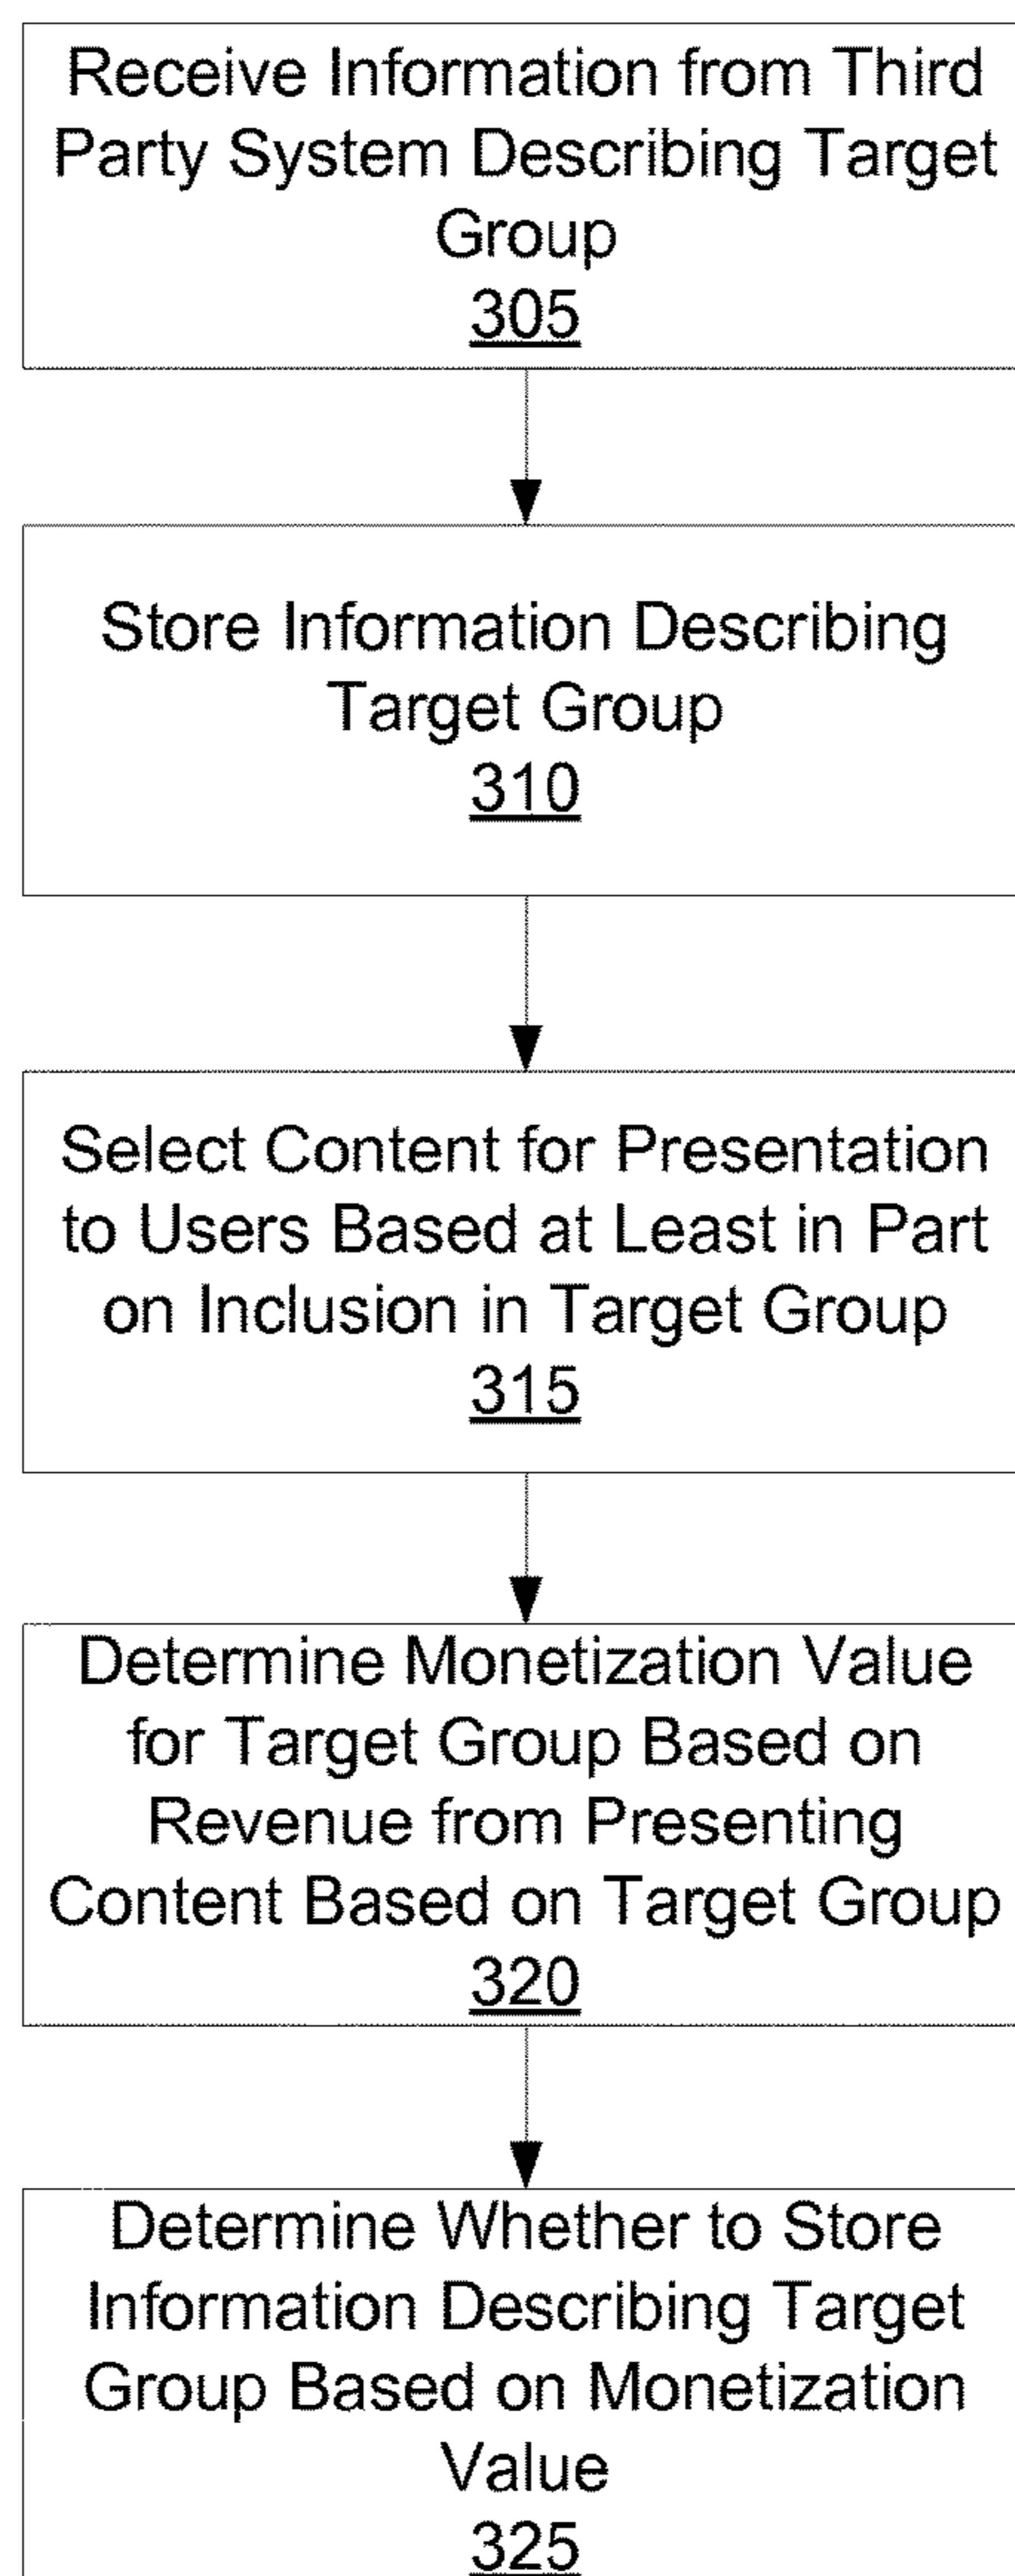 Receive Information from Third
Party System Describing Target
Group
305
Store Information Describing
Target Group
310
Select Content for Presentation
to Users Based at Least in Part
on Inclusion in Target Group
315
Determine Monetization Value
for Target Group Based on
Revenue from Presenting
Content Based on Target Group
320
Determine Whether to Store
Information Describing Target
Group Based on Monetization
Value
325